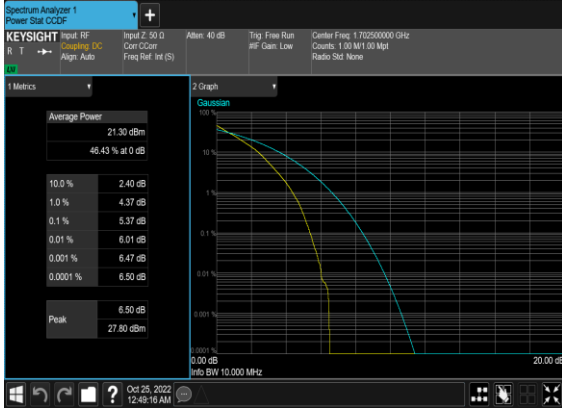 Spectrum Analyzer 1
Power Stat CCDF
KEYSIGHT
R T
LW
Input: RF
Coupling: DC
Align: Auto
Input Z: 50 Ω
Corr CCorr
Freq Ref: Int (S)
Atten: 40 dB
Trig: Free Run
#IF Gain: Low
Center Freq: 1.702500000 GHz
Counts: 1.00 M/1.00 Mpt
Radio Std: None
1 Metrics
Average Power
21.30 dBm
46.43 % at 0 dB
10.0 % 2.40 dB
1.0 % 4.37 dB
0.1 % 5.37 dB
0.01 % 6.01 dB
0.001 % 6.47 dB
0.0001 % 6.50 dB
Peak
6.50 dB
27.80 dBm
2 Graph
Gaussian
100 %
10 %
1 %
0.1 %
0.01 %
0.001 %
0.0001 %
0.00 dB
20.00 dB
Info BW 10.000 MHz
?
Oct 25, 2022
12:49:16 AM